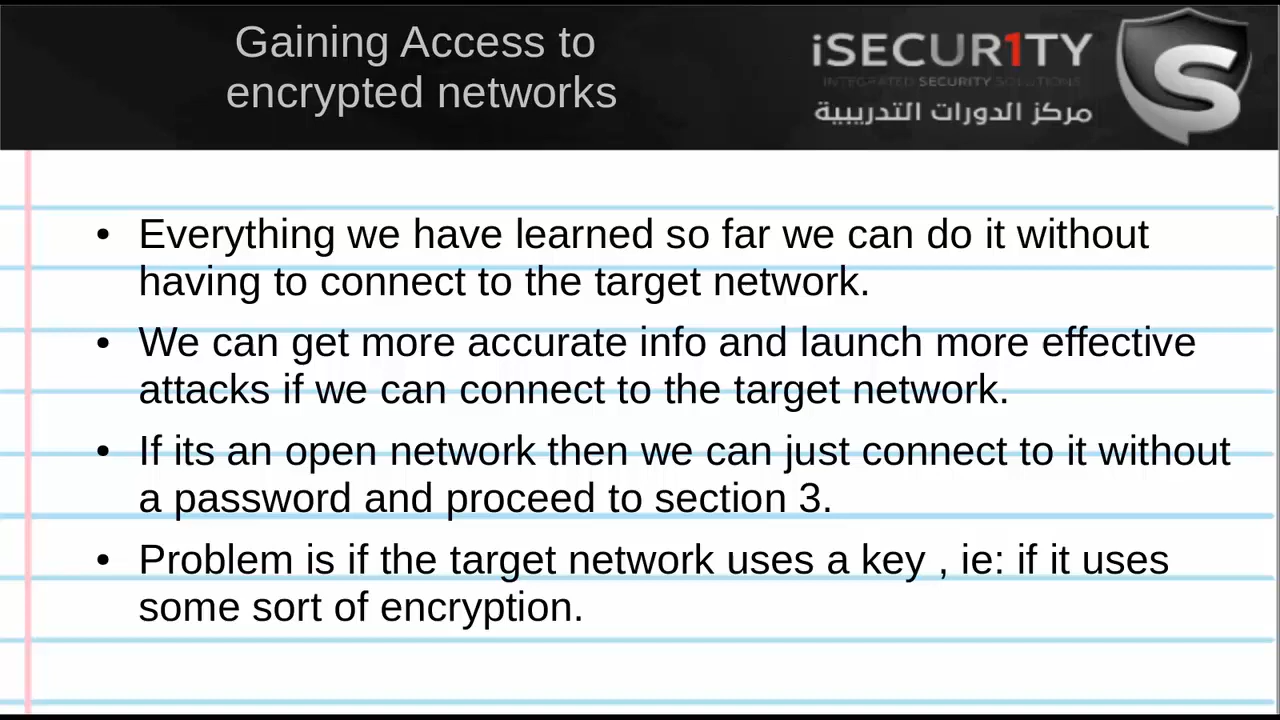 Gaining Access to
encrypted networks
iSECUR1TY
INTEGRATED SECURITY SOLUTIONS
مركز الدورات التدريبية
• Everything we have learned so far we can do it without
having to connect to the target network.
• We can get more accurate info and launch more effective
attacks if we can connect to the target network.
• If its an open network then we can just connect to it without
a password and proceed to section 3.
• Problem is if the target network uses a key , ie: if it uses
some sort of encryption.